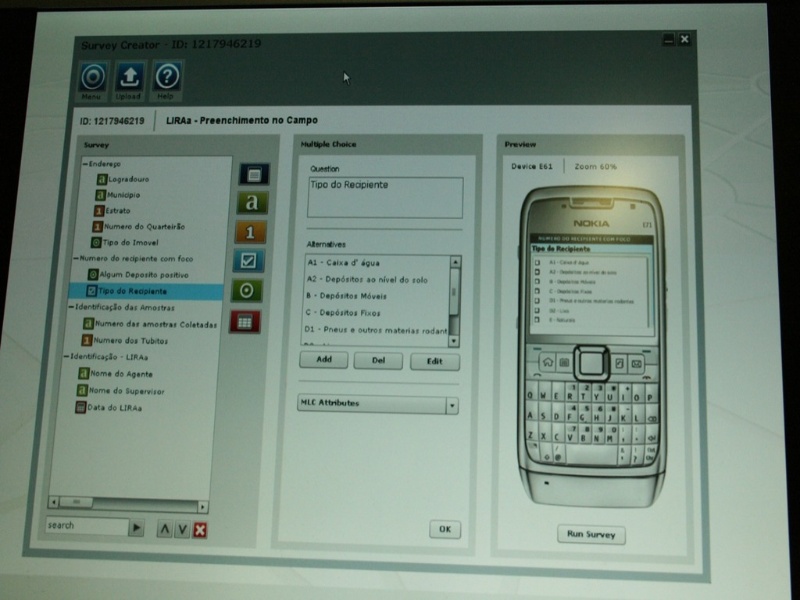 Survey Creator - ID: 1217946219
Menu Upload Help
ID: 1217946219 LIRAa - Preenchimento no Campo
Survey
Endereço
Logradouro
Municipio
Estrato
Numero do Quarteirão
Tipo do Imovel
Numero do recipiente com foco
Algum Deposito positivo
Tipo do Recipiente
Identificação das Amostras
Numero das amostras Coletadas
Numero dos Tubitos
Identificação - LIRAa
Nome do Agente
Nome do Supervisor
Data do LIRAa
search
Multiple Choice
Question
Tipo do Recipiente
Alternatives
A1 - Caixa d' água
A2 - Depósitos ao nível do solo
B - Depósitos Móveis
C - Depósitos Fixos
D1 - Pneus e outros materias rodant
Add Del Edit
MLC Attributes
OK
Preview
Device E61 Zoom 60%
NOKIA
NUMERO DO RECIPIENTE COM FOCO
Tipo do Recipiente
A1 - Caixa d' água
A2 - Depósitos ao nível do solo
B - Depósitos Móveis
C - Depósitos Fixos
D1 - Pneus e outros materias rodantes
D2 - Lixo
E - Naturais
Q W E R T Y U I O P
A S D F G H J K L
Z X C V B N M
Run Survey